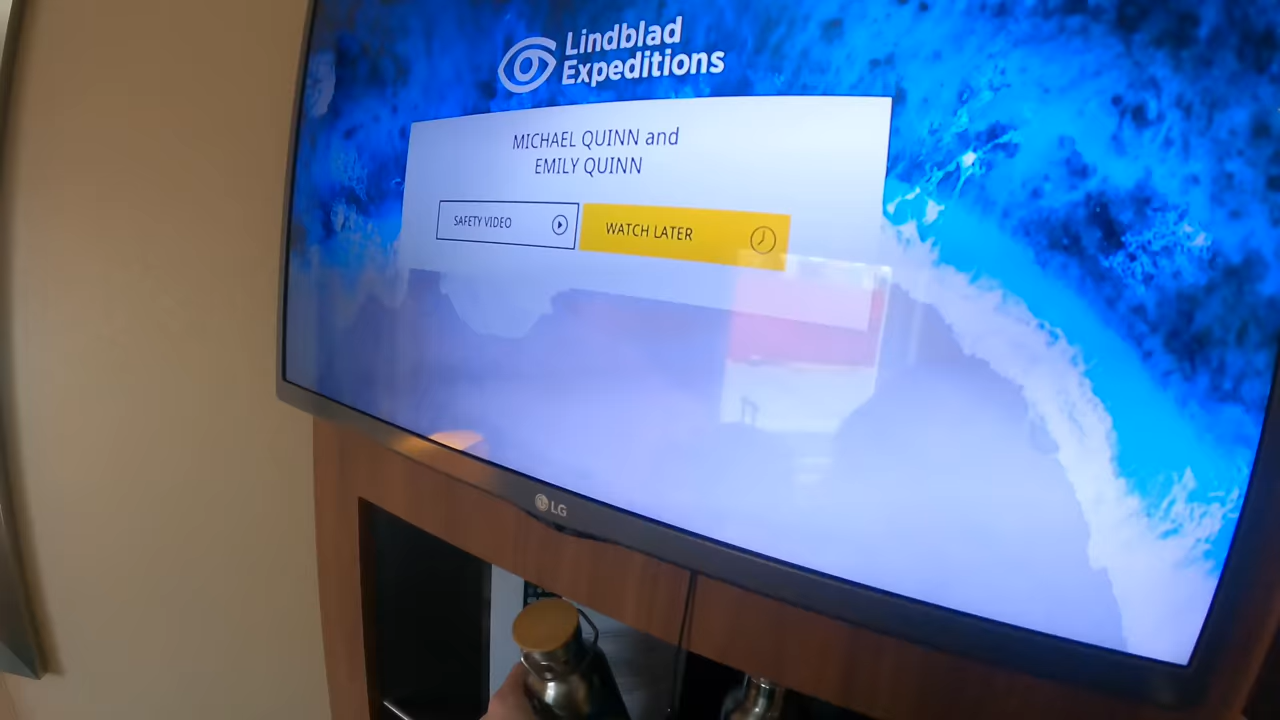 Lindblad
Expeditions
MICHAEL QUINN and
EMILY QUINN
SAFETY VIDEO
WATCH LATER
LG